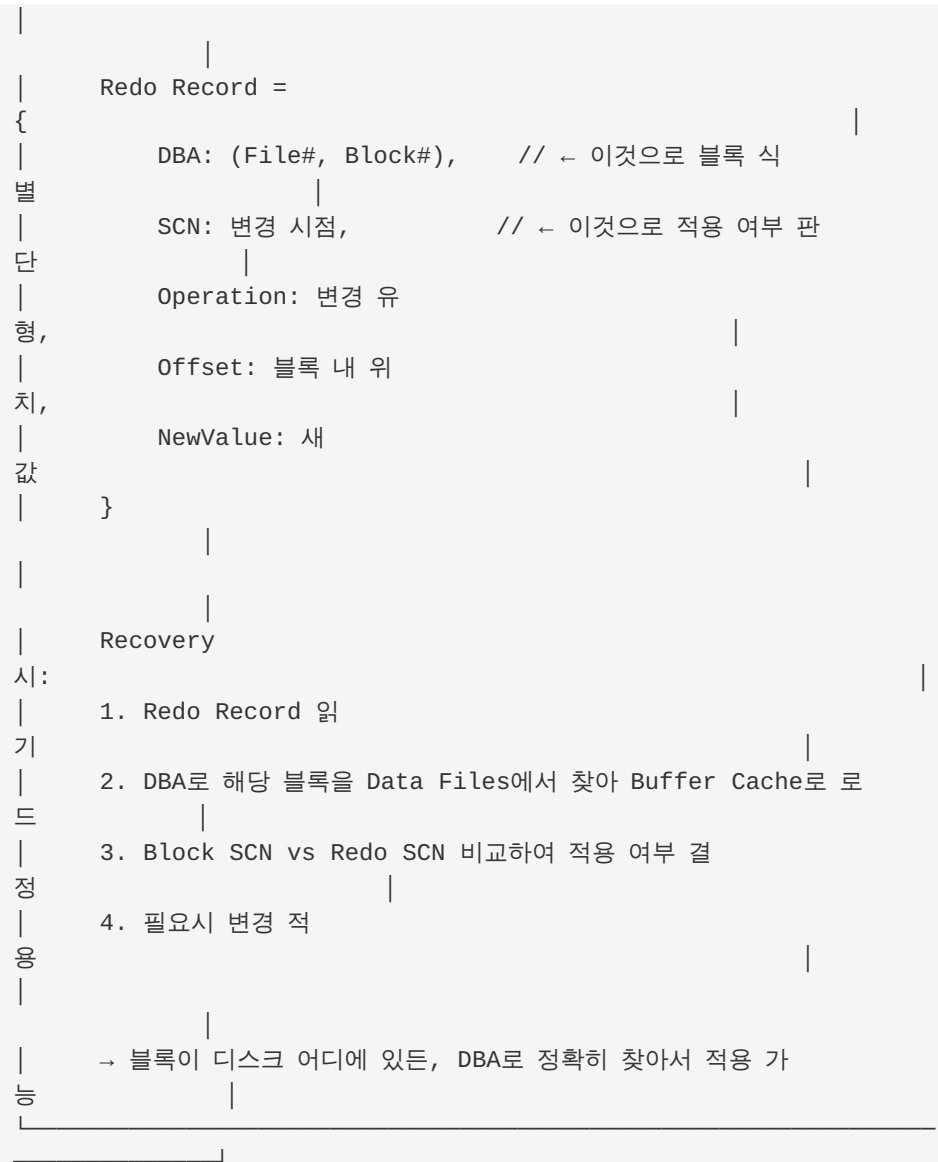 │
│
│     Redo Record =
{                                                          │
│         DBA: (File#, Block#),    // ← 이것으로 블록 식
별                     │
│         SCN: 변경 시점,            // ← 이것으로 적용 여부 판
단                │
│         Operation: 변경 유
형,                                                │
│         Offset: 블록 내 위
치,                                                │
│         NewValue: 새
값                                                     │
│     }
│
│
│
│     Recovery
시:                                                             │
│     1. Redo Record 읽
기                                                     │
│     2. DBA로 해당 블록을 Data Files에서 찾아 Buffer Cache로 로
드             │
│     3. Block SCN vs Redo SCN 비교하여 적용 여부 결
정                          │
│     4. 필요시 변경 적
용                                                     │
│
│
│     → 블록이 디스크 어디에 있든, DBA로 정확히 찾아서 적용 가
능               │
└───────────────────────────────────────────────────────────────
──────────────┘